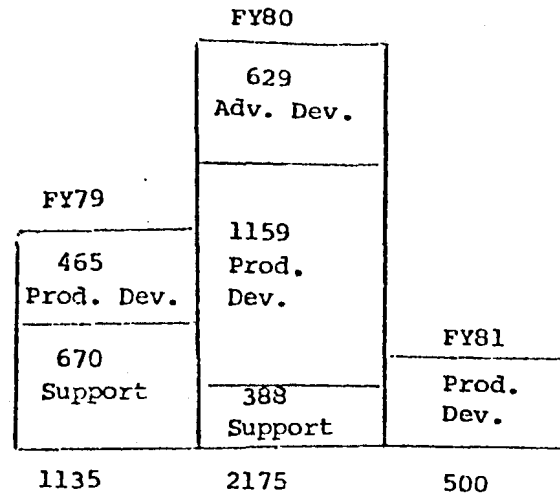 FY80
629
Adv. Dev.
FY79
465
Prod. Dev.
1159
Prod.
Dev.
670
Support
388
Support
FY81
Prod.
Dev.
1135 2175 500